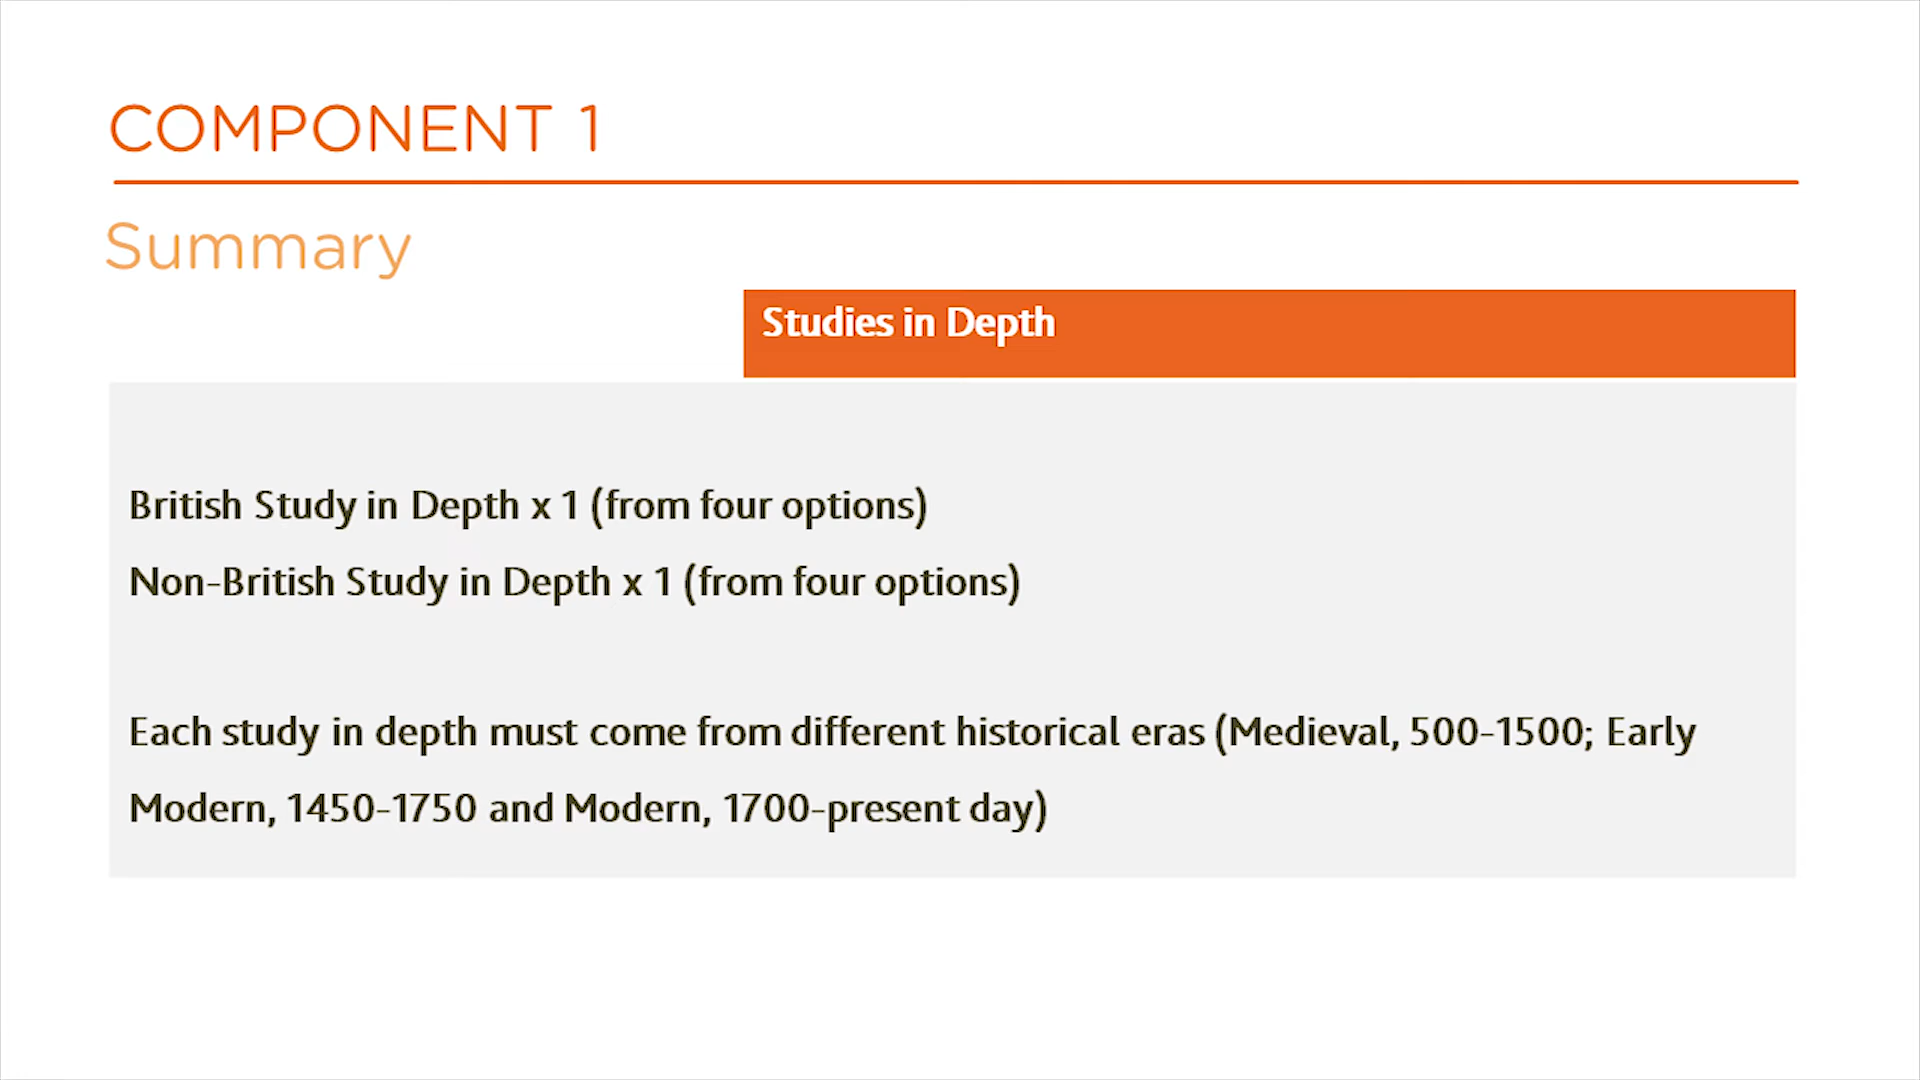 COMPONENT 1
Summary
Studies in Depth
British Study in Depth x 1 (from four options)
Non-British Study in Depth x 1 (from four options)
Each study in depth must come from different historical eras (Medieval, 500-1500; Early
Modern, 1450-1750 and Modern, 1700-present day)